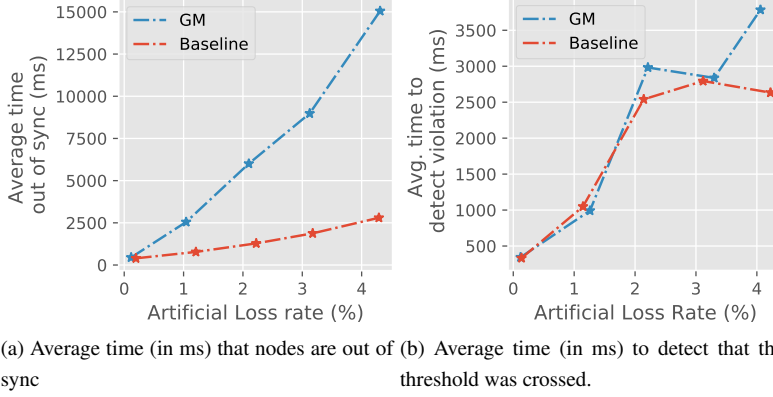 15000
12500
10000
7500
5000
2500
0
Average time
out of sync (ms)
GM
Baseline
0 1 2 3 4
Artificial Loss rate (%)
3500
3000
2500
2000
1500
1000
500
Avg. time to
detect violation (ms)
GM
Baseline
0 1 2 3 4
Artificial Loss Rate (%)
(a) Average time (in ms) that nodes are out of
sync
(b) Average time (in ms) to detect that th
threshold was crossed.